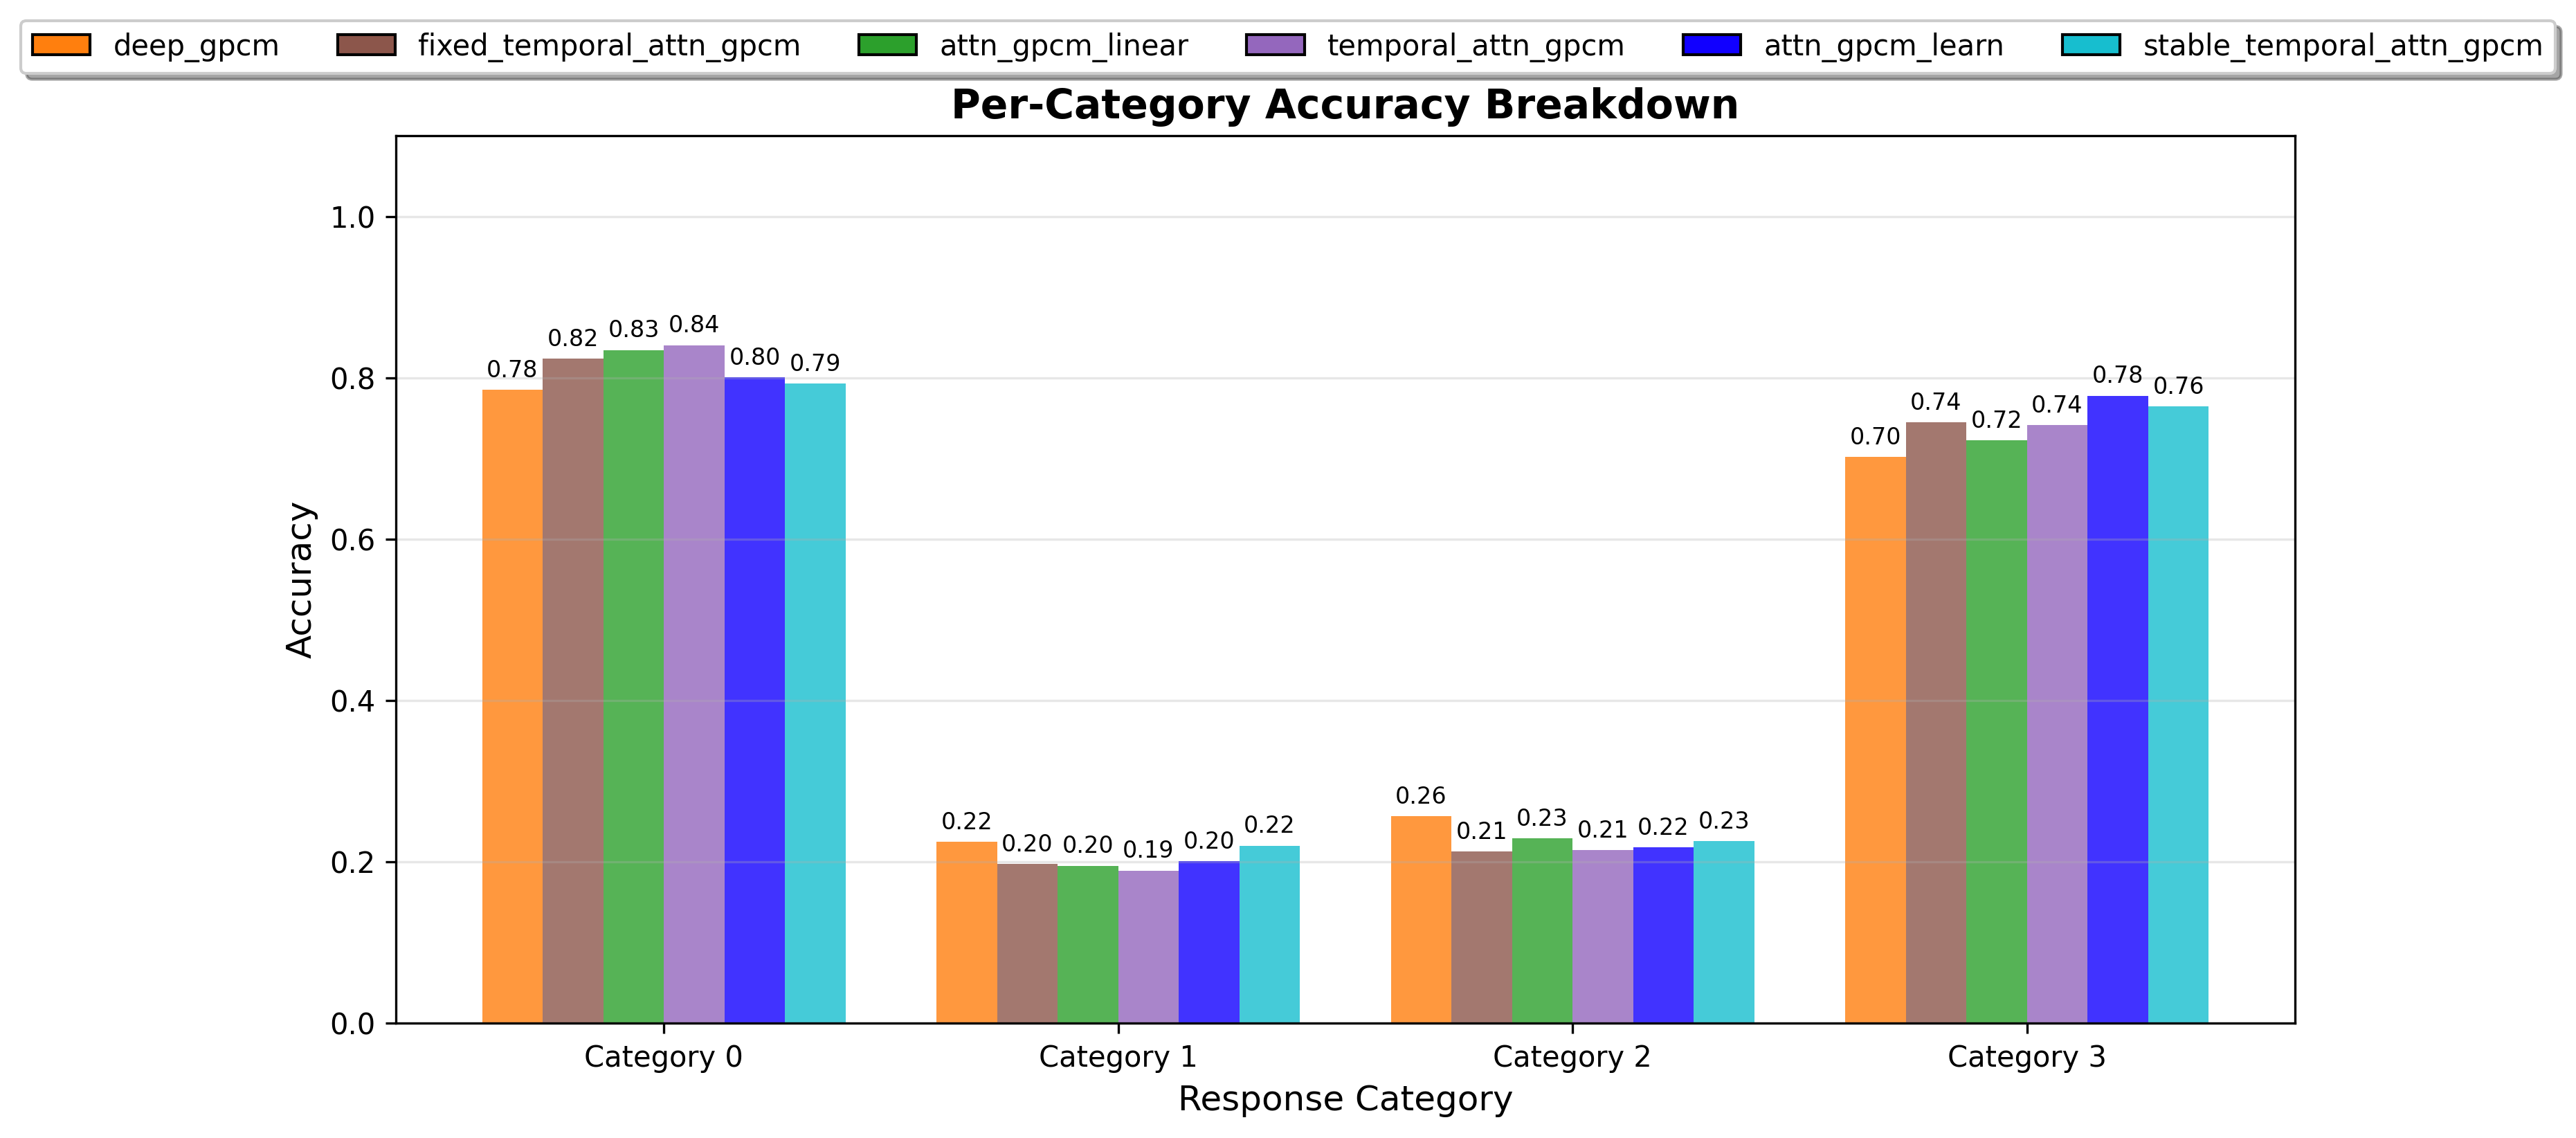 deep_gpcm fixed_temporal_attn_gpcm attn_gpcm_linear temporal_attn_gpcm attn_gpcm_learn stable_temporal_attn_gpcm
Per-Category Accuracy Breakdown
Accuracy
1.0
0.8
0.6
0.4
0.2
0.0
0.78 0.82 0.83 0.84 0.80 0.79
0.22 0.20 0.20 0.19 0.20 0.22
0.26 0.21 0.23 0.21 0.22 0.23
0.70 0.74 0.72 0.74 0.78 0.76
Category 0 Category 1 Category 2 Category 3
Response Category